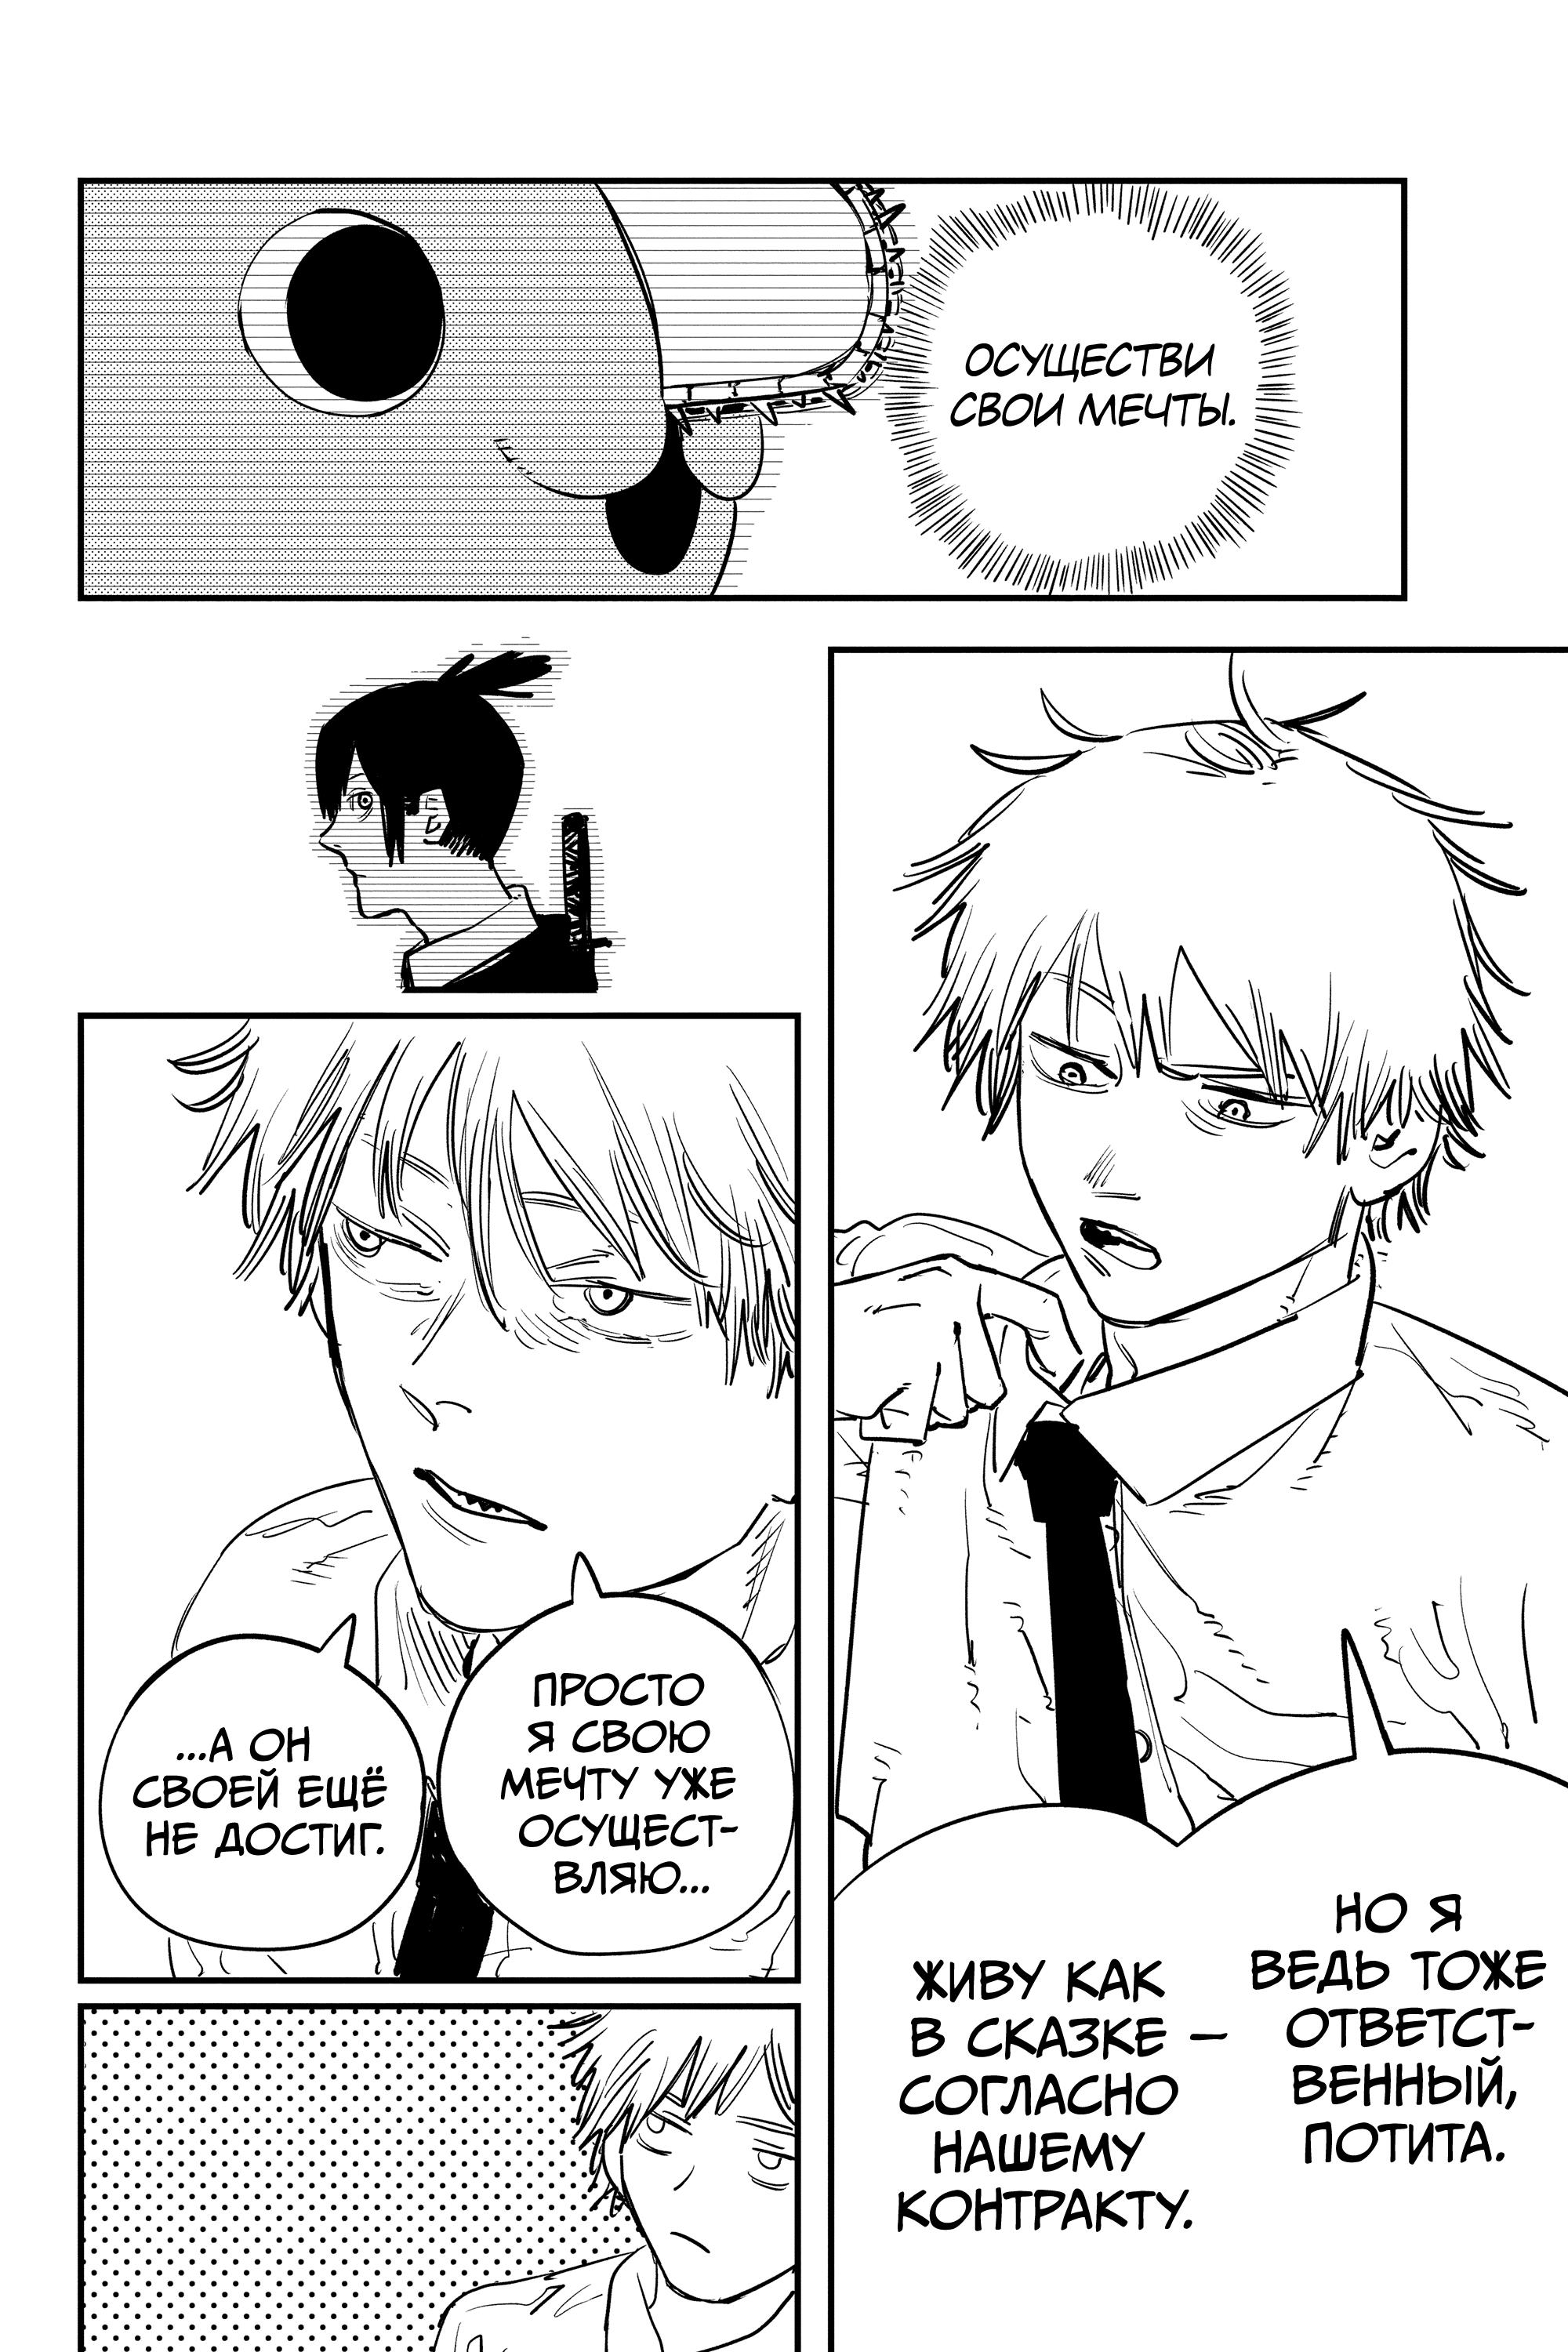 ОСУЩЕСТВИ
СВОИ МЕЧТЫ.
НО Я
ВЕДЬ ТОЖЕ
ОТВЕТСТ-
ВЕННЫЙ,
ПОТИТА.
ЖИВУ КАК
В СКАЗКЕ –
СОГЛАСНО
НАШЕМУ
КОНТРАКТУ.
ПРОСТО
Я СВОЮ
МЕЧТУ УЖЕ
ОСУЩЕСТ-
ВЛЯЮ...
...А ОН
СВОЕЙ ЕЩЁ
НЕ ДОСТИГ.